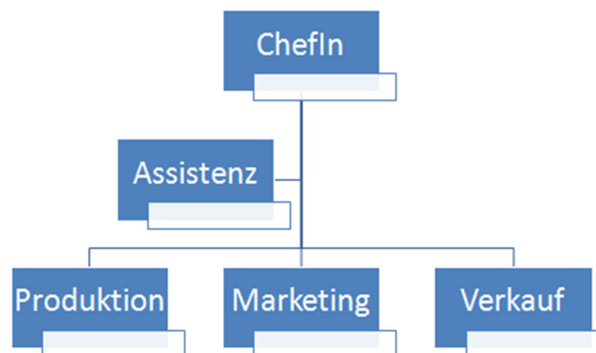 ChefIn
Assistenz
Produktion
Marketing
Verkauf